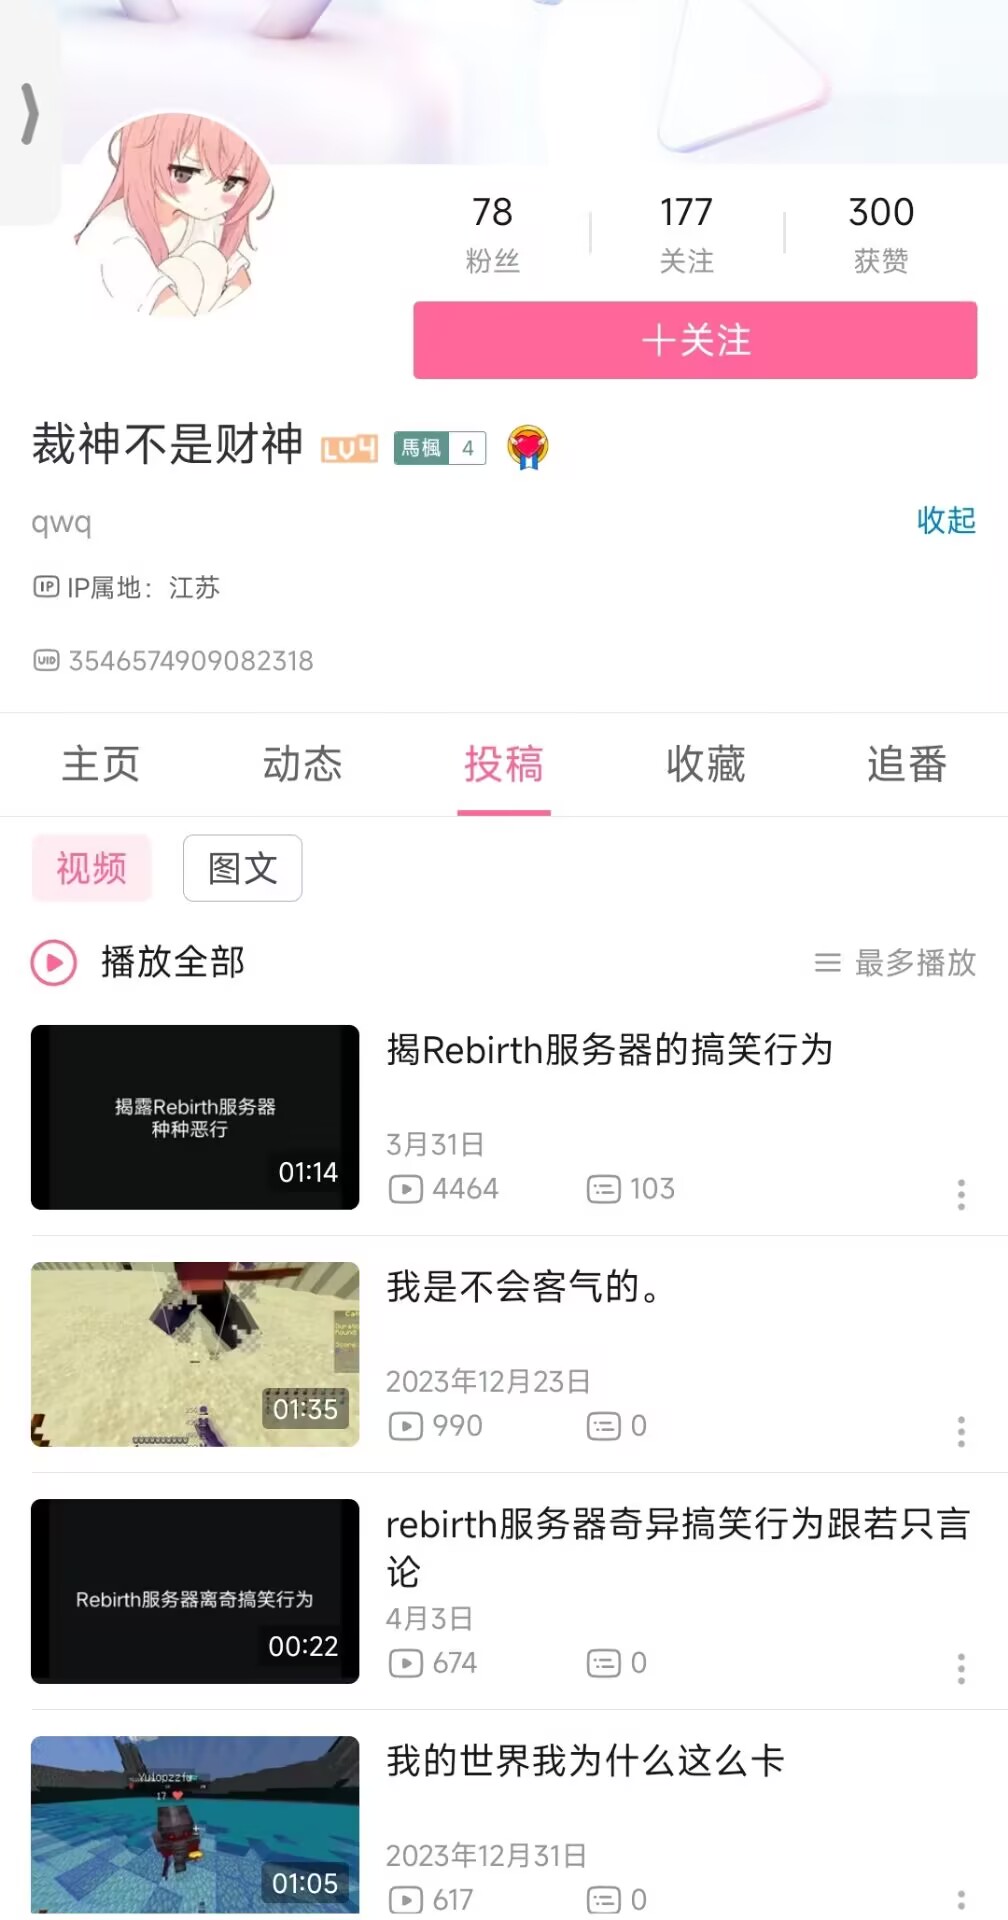 78
177
300
粉丝
关注
获赞
十关注
裁神不是财神 LV4 馬楓 4
qwq
收起
IP IP属地：江苏
UID 3546574909082318
主页
动态
投稿
收藏
追番
视频
图文
播放全部
最多播放
揭露Rebirth服务器
种种恶行
01:14
揭Rebirth服务器的搞笑行为
3月31日
4464
103
01:35
我是不会客气的。
2023年12月23日
990
0
Rebirth服务器离奇搞笑行为
00:22
rebirth服务器奇异搞笑行为跟若只言
论
4月3日
674
0
17
01:05
我的世界我为什么这么卡
2023年12月31日
617
0